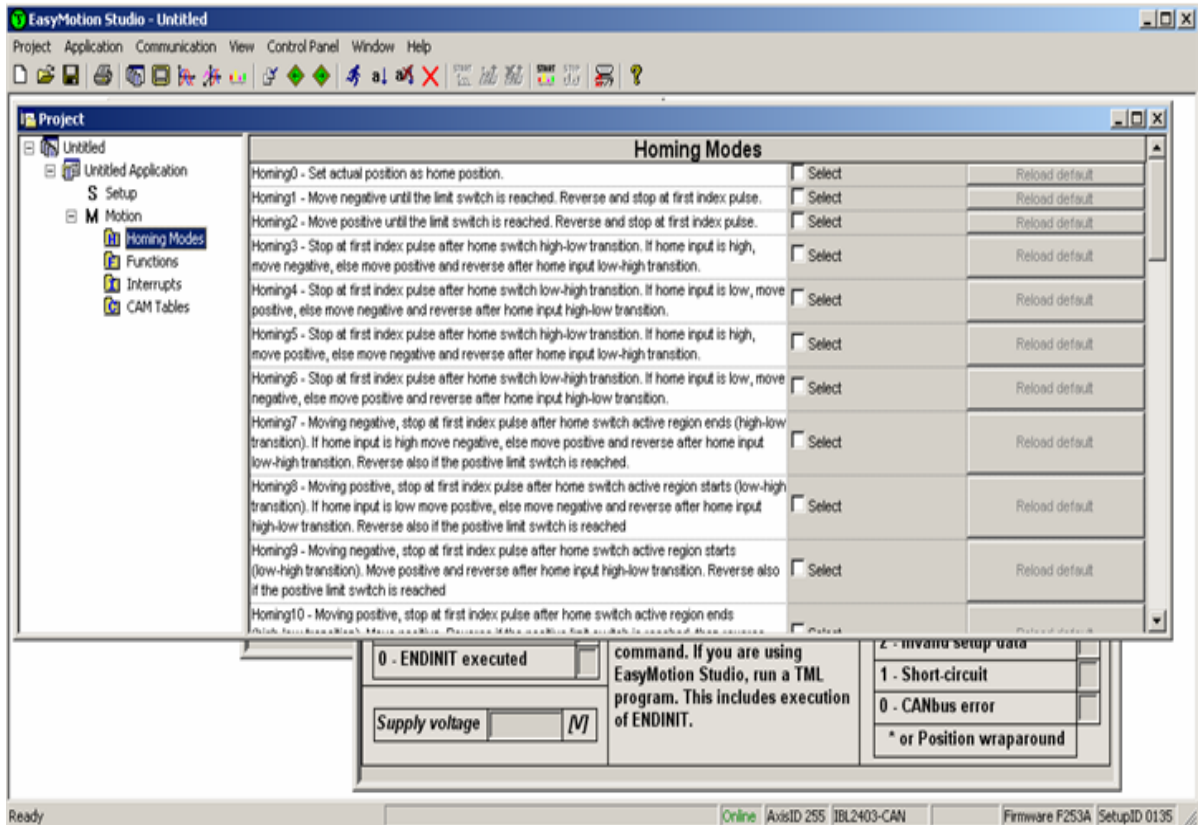 EasyMotion Studio - Untitled
Project Application Communication View Control Panel Window Help
Project
Untitled
Untitled Application
S Setup
M Motion
Homing Modes
Functions
Interrupts
CAM Tables
Homing Modes
Homing0 - Set actual position as home position.
Select
Reload default
Homing1 - Move negative until the limit switch is reached. Reverse and stop at first index pulse.
Select
Reload default
Homing2 - Move positive until the limit switch is reached. Reverse and stop at first index pulse.
Select
Reload default
Homing3 - Stop at first index pulse after home switch high-low transition. If home input is high,
move negative, else move positive and reverse after home input low-high transition.
Select
Reload default
Homing4 - Stop at first index pulse after home switch low-high transition. If home input is low, move
positive, else move negative and reverse after home input high-low transition.
Select
Reload default
Homing5 - Stop at first index pulse after home switch high-low transition. If home input is high,
move positive, else move negative and reverse after home input low-high transition.
Select
Reload default
Homing6 - Stop at first index pulse after home switch low-high transition. If home input is low, move
negative, else move positive and reverse after home input high-low transition.
Select
Reload default
Homing7 - Moving negative, stop at first index pulse after home switch active region ends (high-low
transition). If home input is high move negative, else move positive and reverse after home input
low-high transition. Reverse also if the positive limit switch is reached.
Select
Reload default
Homing8 - Moving positive, stop at first index pulse after home switch active region starts (low-high
transition). If home input is low move positive, else move negative and reverse after home input
high-low transition. Reverse also if the positive limit switch is reached
Select
Reload default
Homing9 - Moving negative, stop at first index pulse after home switch active region starts
(low-high transition). Move positive and reverse after home input high-low transition. Reverse also
if the positive limit switch is reached
Select
Reload default
Homing10 - Moving positive, stop at first index pulse after home switch active region ends
0 - ENDINIT executed
Supply voltage [V]
command. If you are using
EasyMotion Studio, run a TML
program. This includes execution
of ENDINIT.
2 - Invalid setup data
1 - Short-circuit
0 - CANbus error
* or Position wraparound
Ready
Online
AxisID 255
IBL2403-CAN
Firmware F253A
SetupID 0135